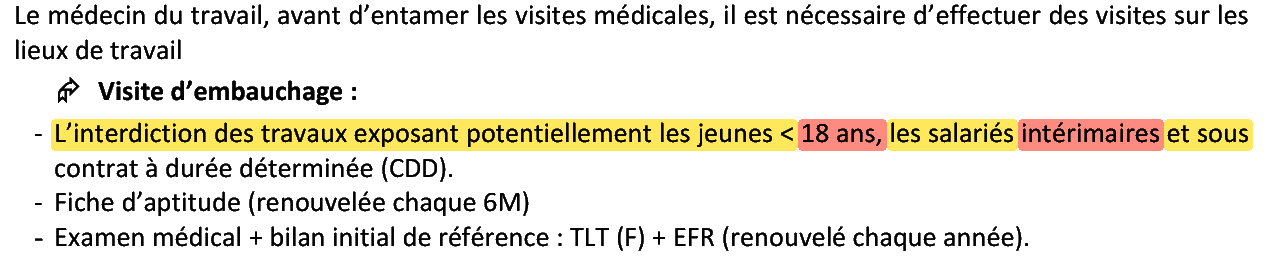 Le médecin du travail, avant d’entamer les visites médicales, il est nécessaire d’effectuer des visites sur les
lieux de travail
Visite d’embauchage :
- L’interdiction des travaux exposant potentiellement les jeunes < 18 ans, les salariés intérimaires et sous
contrat à durée déterminée (CDD).
- Fiche d’aptitude (renouvelée chaque 6M)
- Examen médical + bilan initial de référence : TLT (F) + EFR (renouvelé chaque année).